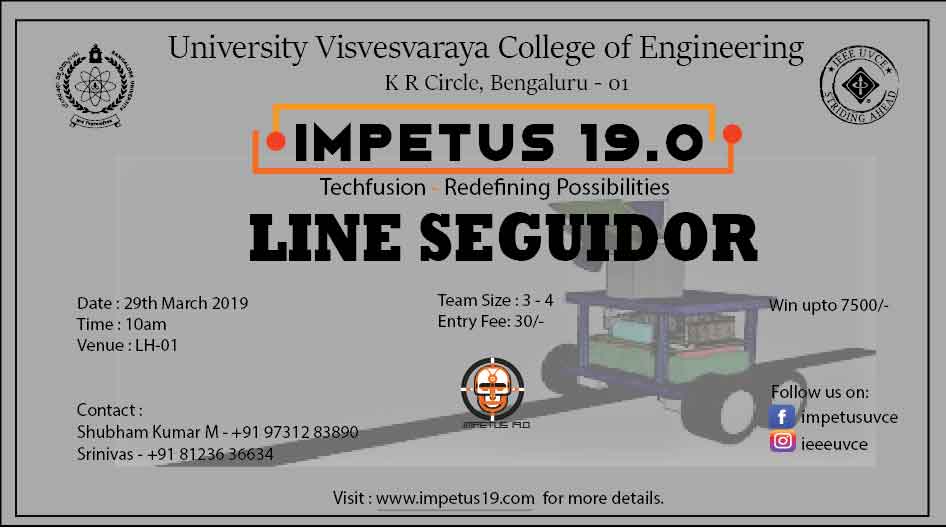 University Visvesvaraya College of Engineering
K R Circle, Bengaluru - 01
IEEE UVCE
STRIDING AHEAD
IMPETUS 19.0
Techfusion - Redefining Possibilities
LINE SEGUIDOR
Date : 29th March 2019
Time : 10am
Venue : LH-01
Team Size : 3 - 4
Entry Fee: 30/-
Win upto 7500/-
IMPETUS 19.0
Contact :
Shubham Kumar M - +91 97312 83890
Srinivas - +91 81236 36634
Follow us on:
impetusuvce
ieeeuvce
Visit : www.impetus19.com for more details.